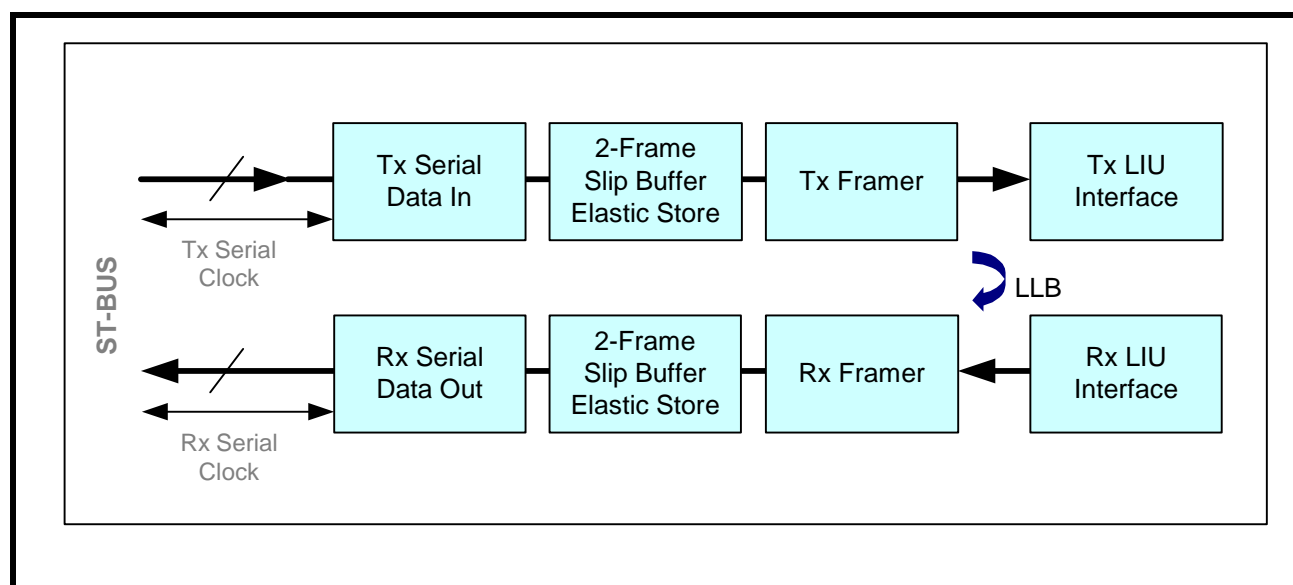 Tx Serial
Data In
2-Frame
Slip Buffer
Elastic Store
Tx Framer
Tx LIU
Interface
Tx Serial
Clock
ST-BUS
LLB
Rx Serial
Data Out
2-Frame
Slip Buffer
Elastic Store
Rx Framer
Rx LIU
Interface
Rx Serial
Clock